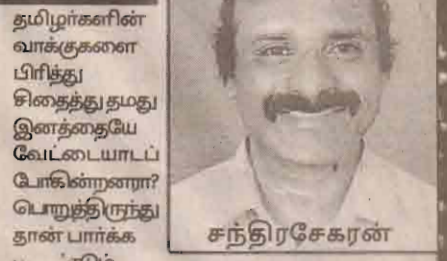 தமிழர்களின்
வாக்குகளை
பிரித்து
சிதைத்து தமது
இனத்தையே
வேட்டையாடப்
போகின்றனரா?
பொறுத்திருந்து
தான் பார்க்க
சந்திரசேகரன்